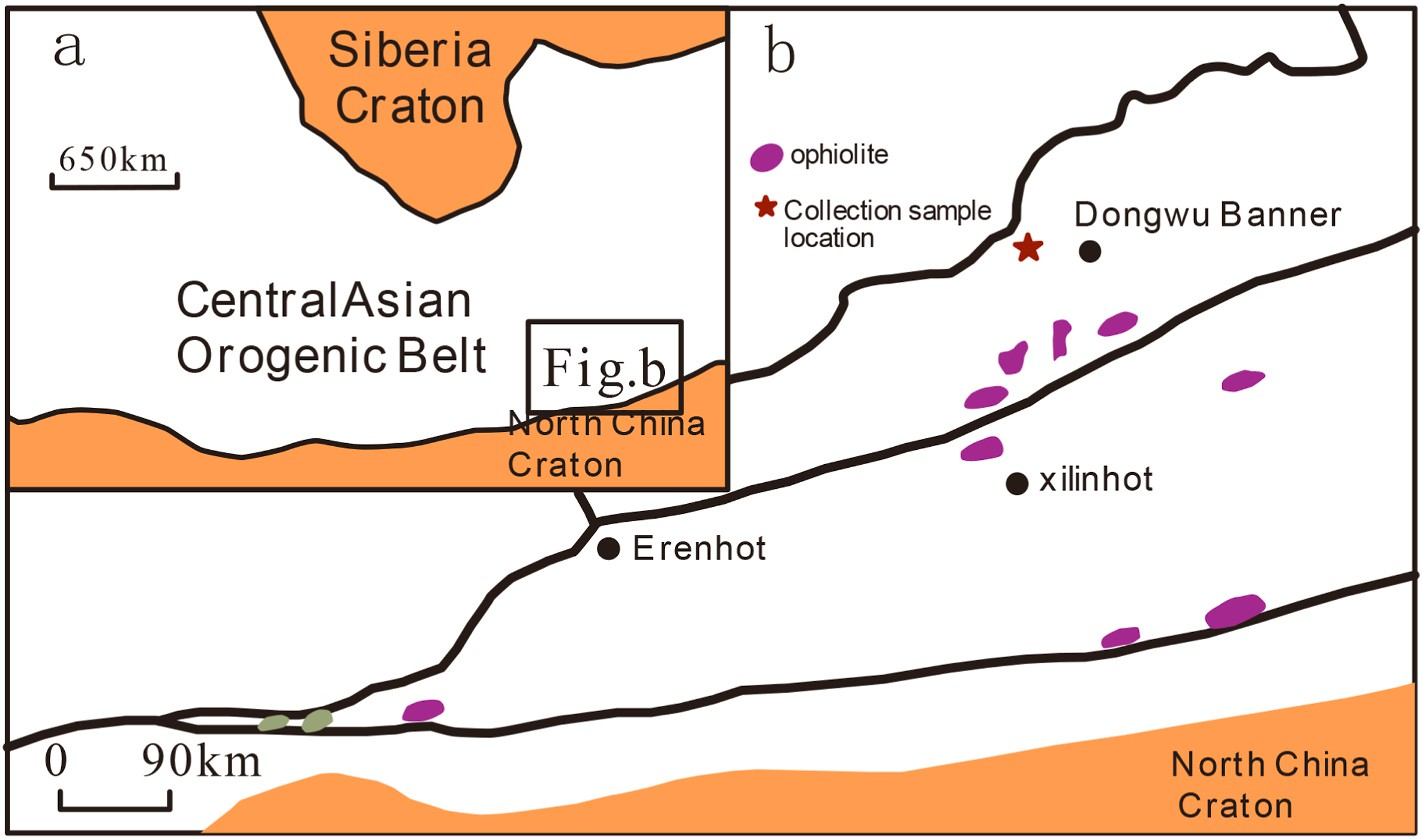 a
Siberia
Craton
650km
CentralAsian
Orogenic Belt
Fig.b
North China
Craton
b
ophiolite
Collection sample
location
Dongwu Banner
xilinhot
Erenhot
0 90km
North China
Craton